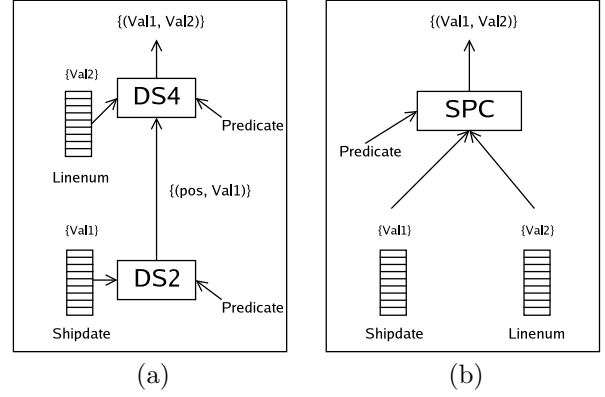 {(Val1, Val2)}
{Val2}
DS4
Predicate
Linenum
{(pos, Val1)}
{Val1}
DS2
Predicate
Shipdate
(a)
{(Val1, Val2)}
SPC
Predicate
{Val1}
{Val2}
Shipdate
Linenum
(b)